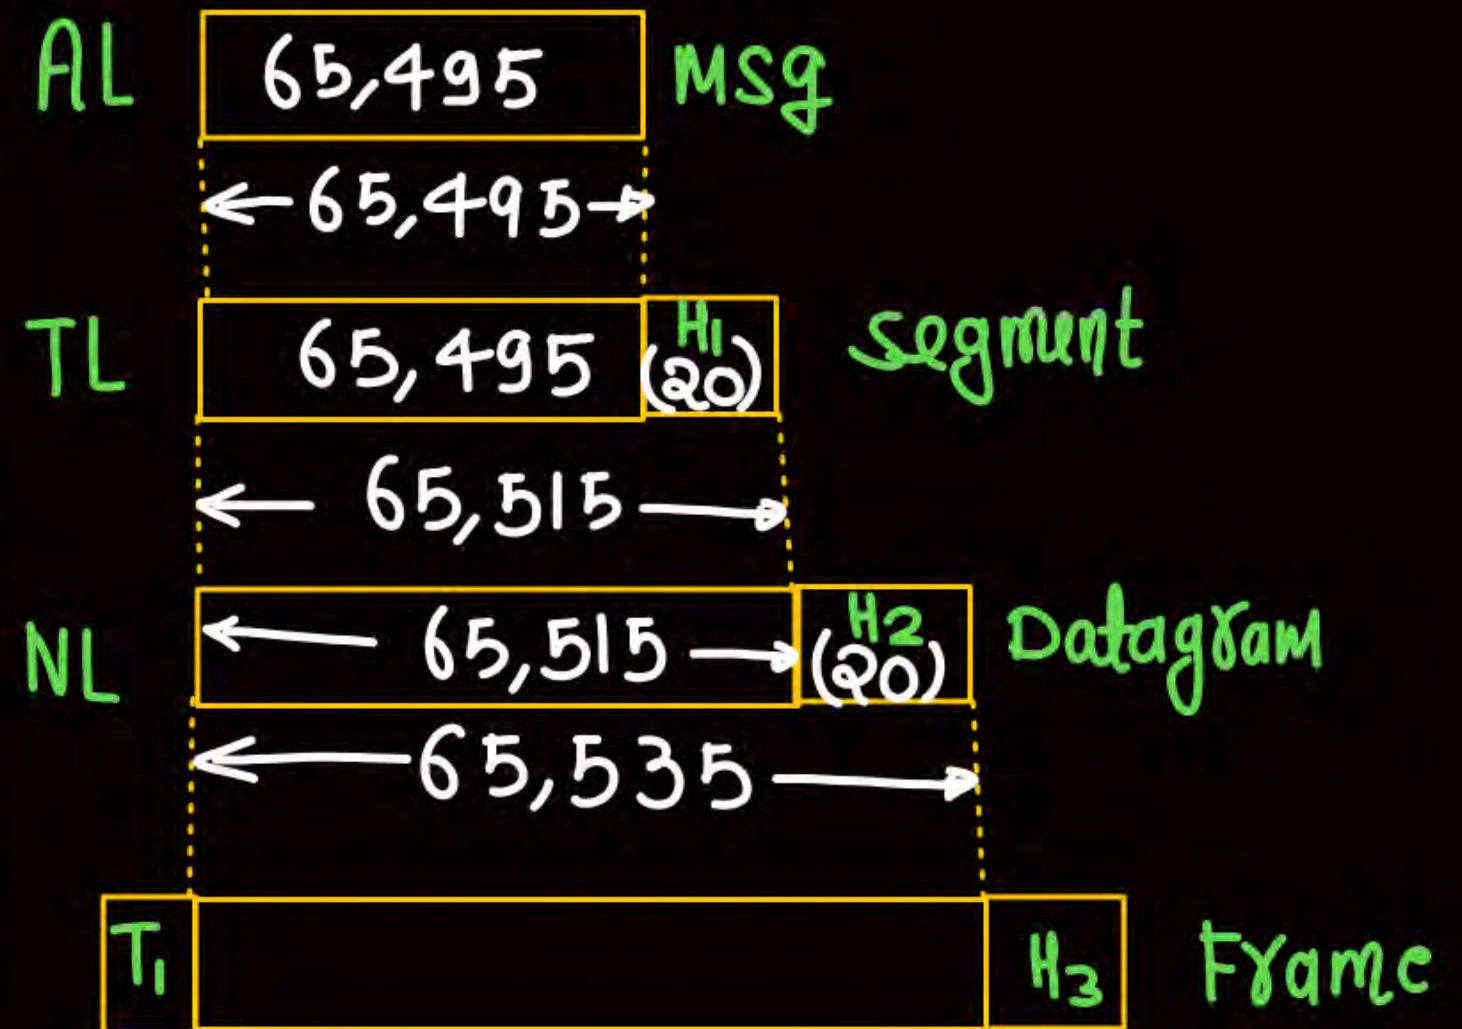 AL 65,495 Msg
←65,495→
TL 65,495 H1 (20) Segment
← 65,515 →
NL ← 65,515 → H2 (20) Datagram
← 65,535 →
T1 H3 Frame